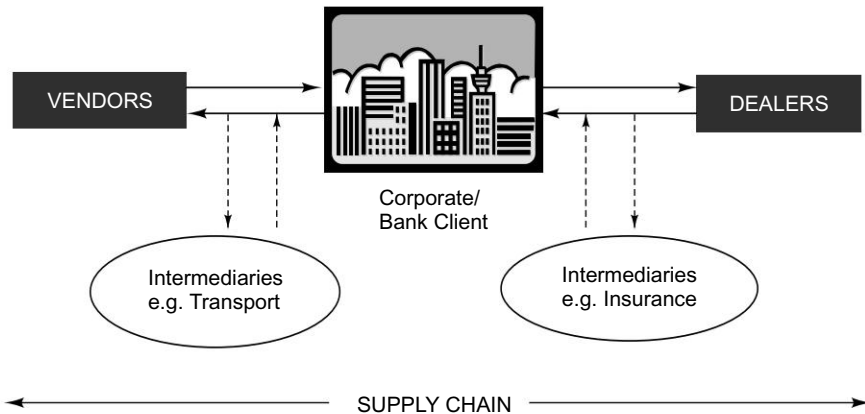 VENDORS
DEALERS
Corporate/
Bank Client
Intermediaries
e.g. Transport
Intermediaries
e.g. Insurance
SUPPLY CHAIN